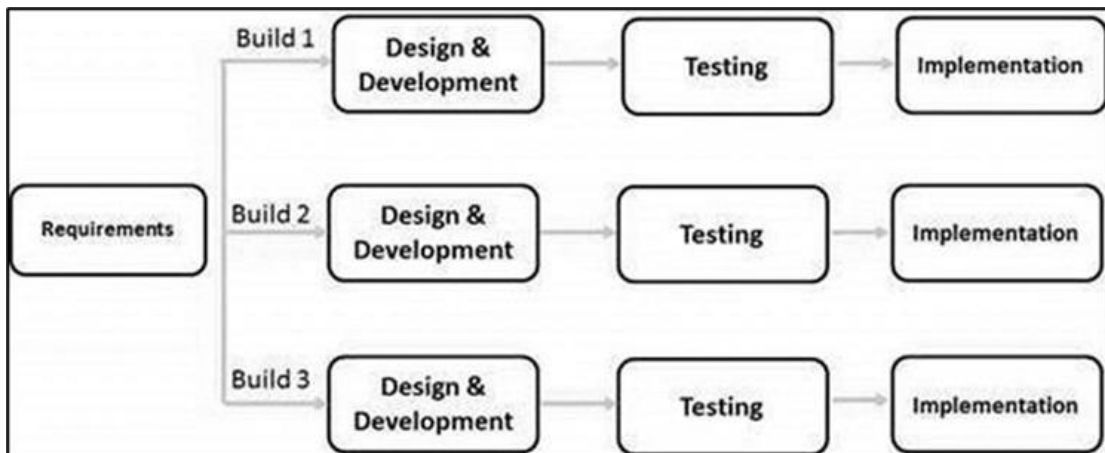 Build 1
Design &
Development
Testing
Implementation
Requirements
Build 2
Design &
Development
Testing
Implementation
Build 3
Design &
Development
Testing
Implementation